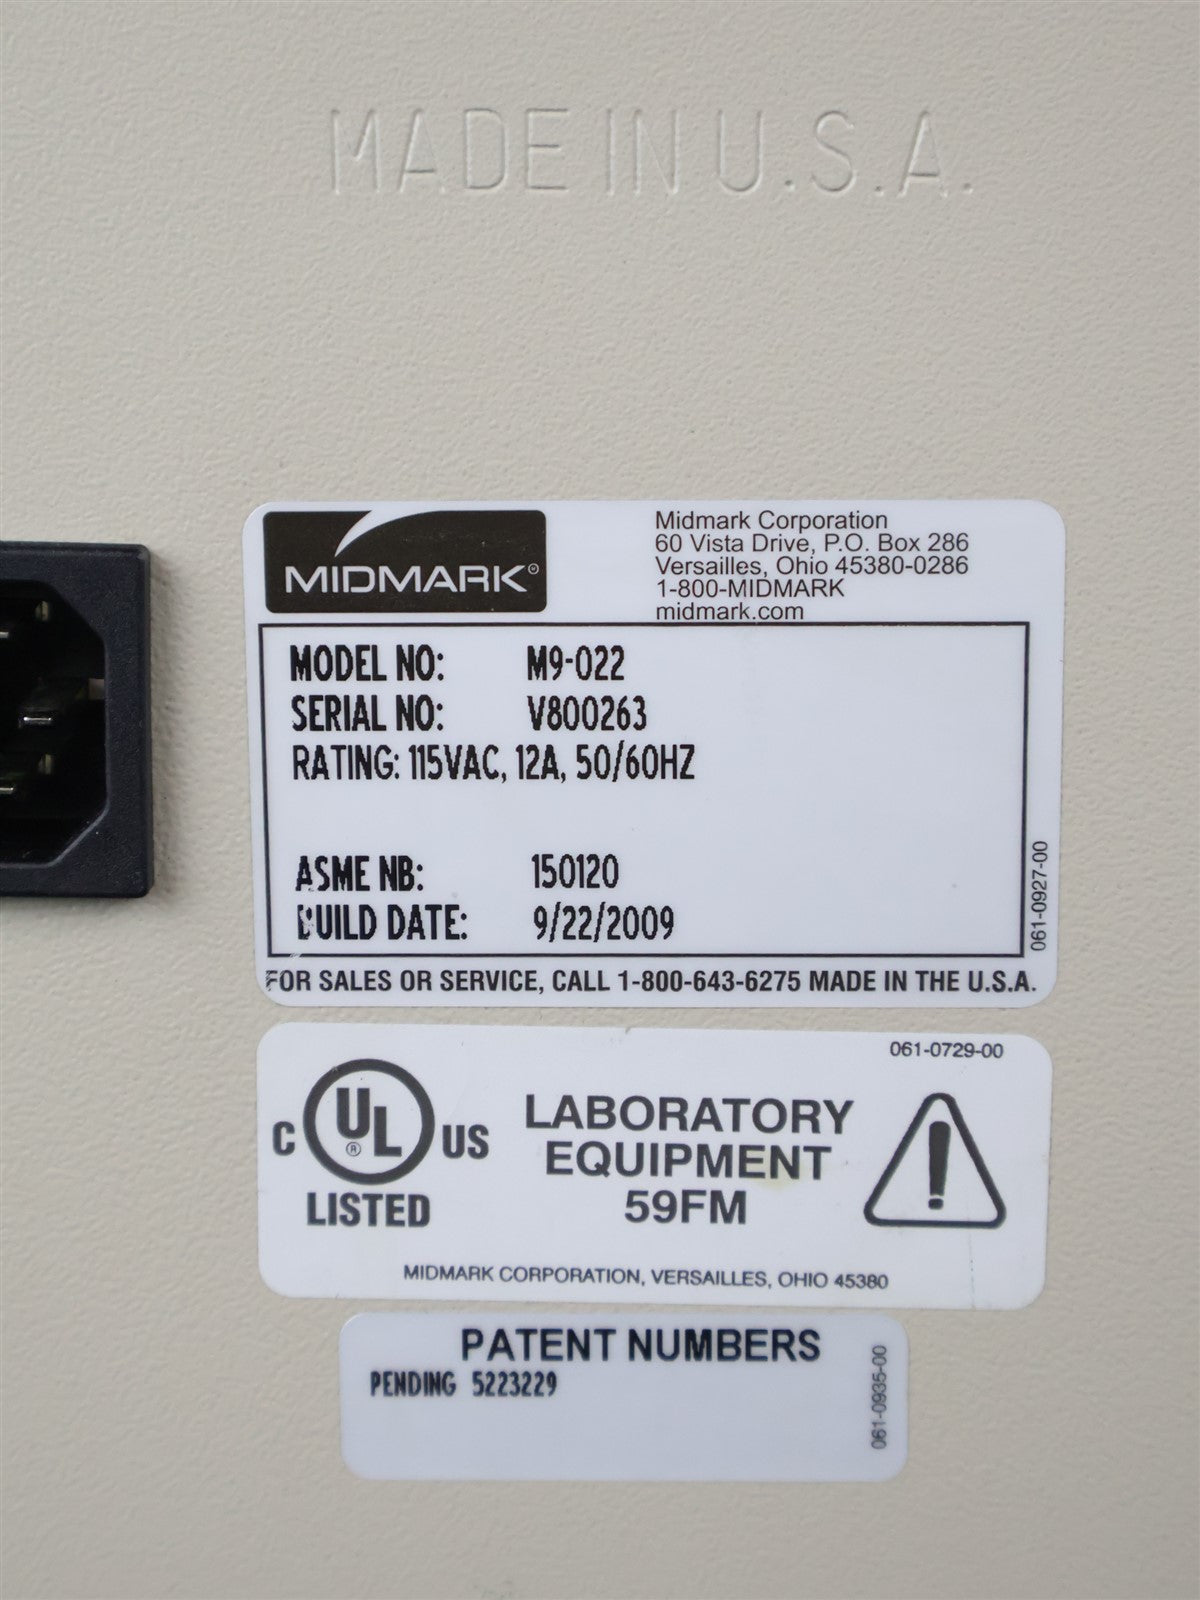 MADE IN U.S.A.
MIDMARK®
Midmark Corporation
60 Vista Drive, P.O. Box 286
Versailles, Ohio 45380-0286
1-800-MIDMARK
midmark.com
MODEL NO: M9-022
SERIAL NO: V800263
RATING: 115VAC, 12A, 50/60HZ
ASME NB: 150120
BUILD DATE: 9/22/2009
061-0927-00
FOR SALES OR SERVICE, CALL 1-800-643-6275 MADE IN THE U.S.A.
061-0729-00
C UL® US
LISTED
LABORATORY
EQUIPMENT
59FM
!
MIDMARK CORPORATION, VERSAILLES, OHIO 45380
PATENT NUMBERS
PENDING 5223229
061-0935-00